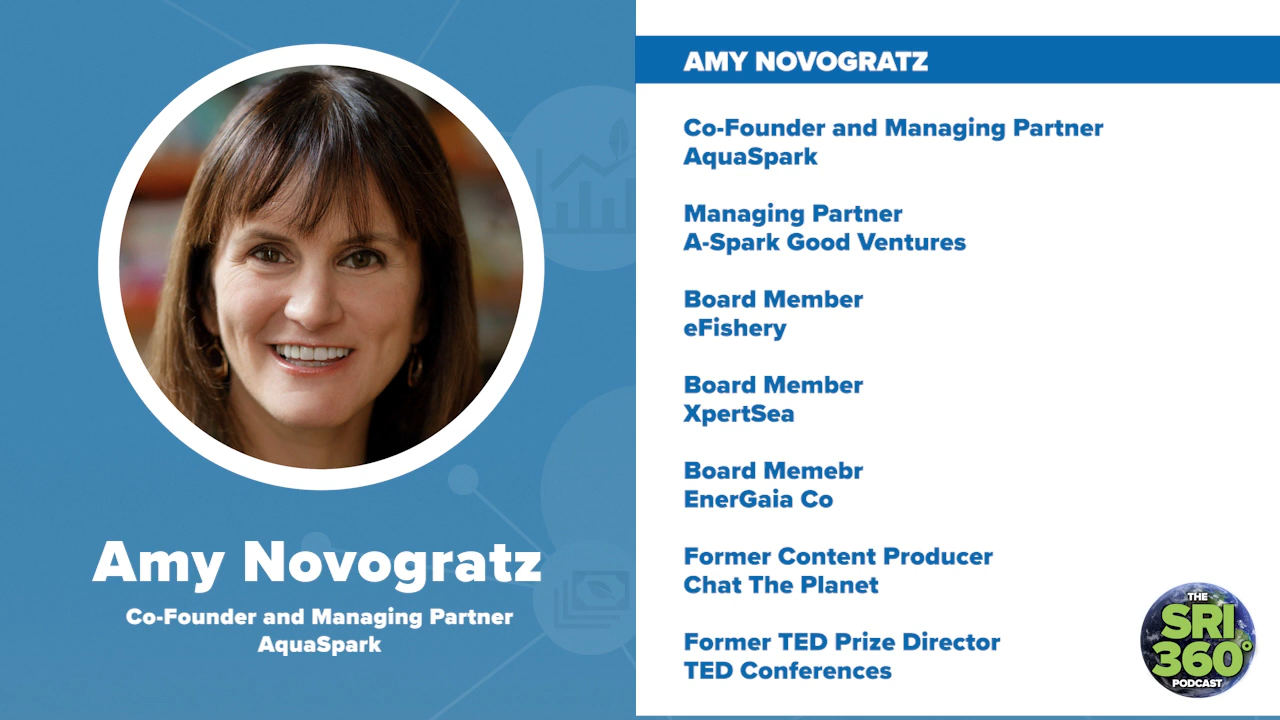 Amy Novogratz
Co-Founder and Managing Partner
AquaSpark
AMY NOVOGRATZ
Co-Founder and Managing Partner
AquaSpark
Managing Partner
A-Spark Good Ventures
Board Member
eFishery
Board Member
XpertSea
Board Memebr
EnerGaia Co
Former Content Producer
Chat The Planet
Former TED Prize Director
TED Conferences
THE
SRI
360°
PODCAST